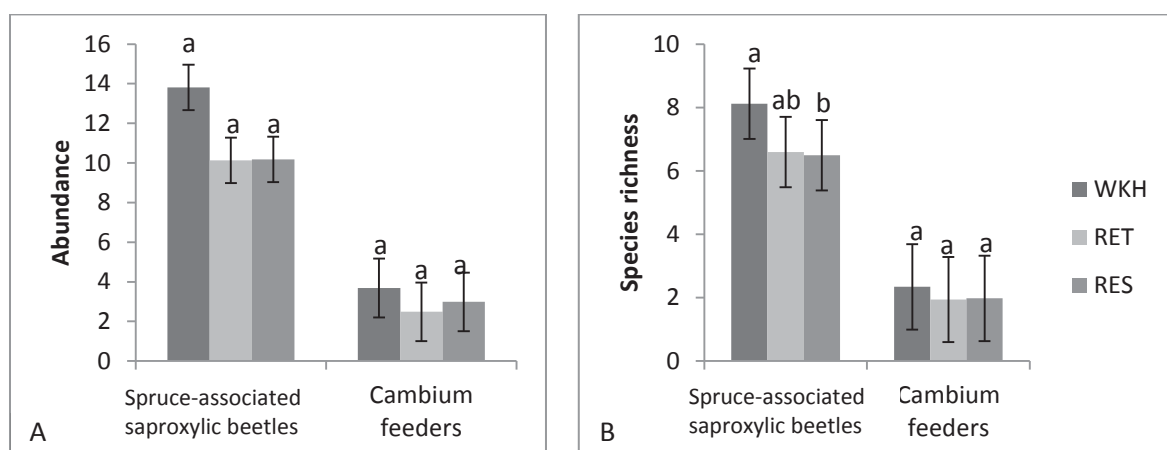 a
16
14
a a
12
10
Abundance
8
6
a
a
a
4
2
0
Spruce-associated
saproxylic beetles
Cambium
feeders
A
10
a
ab b
8
6
Species richness
4
a a a
2
0
Spruce-associated
saproxylic beetles
Cambium
feeders
B
WKH
RET
RES